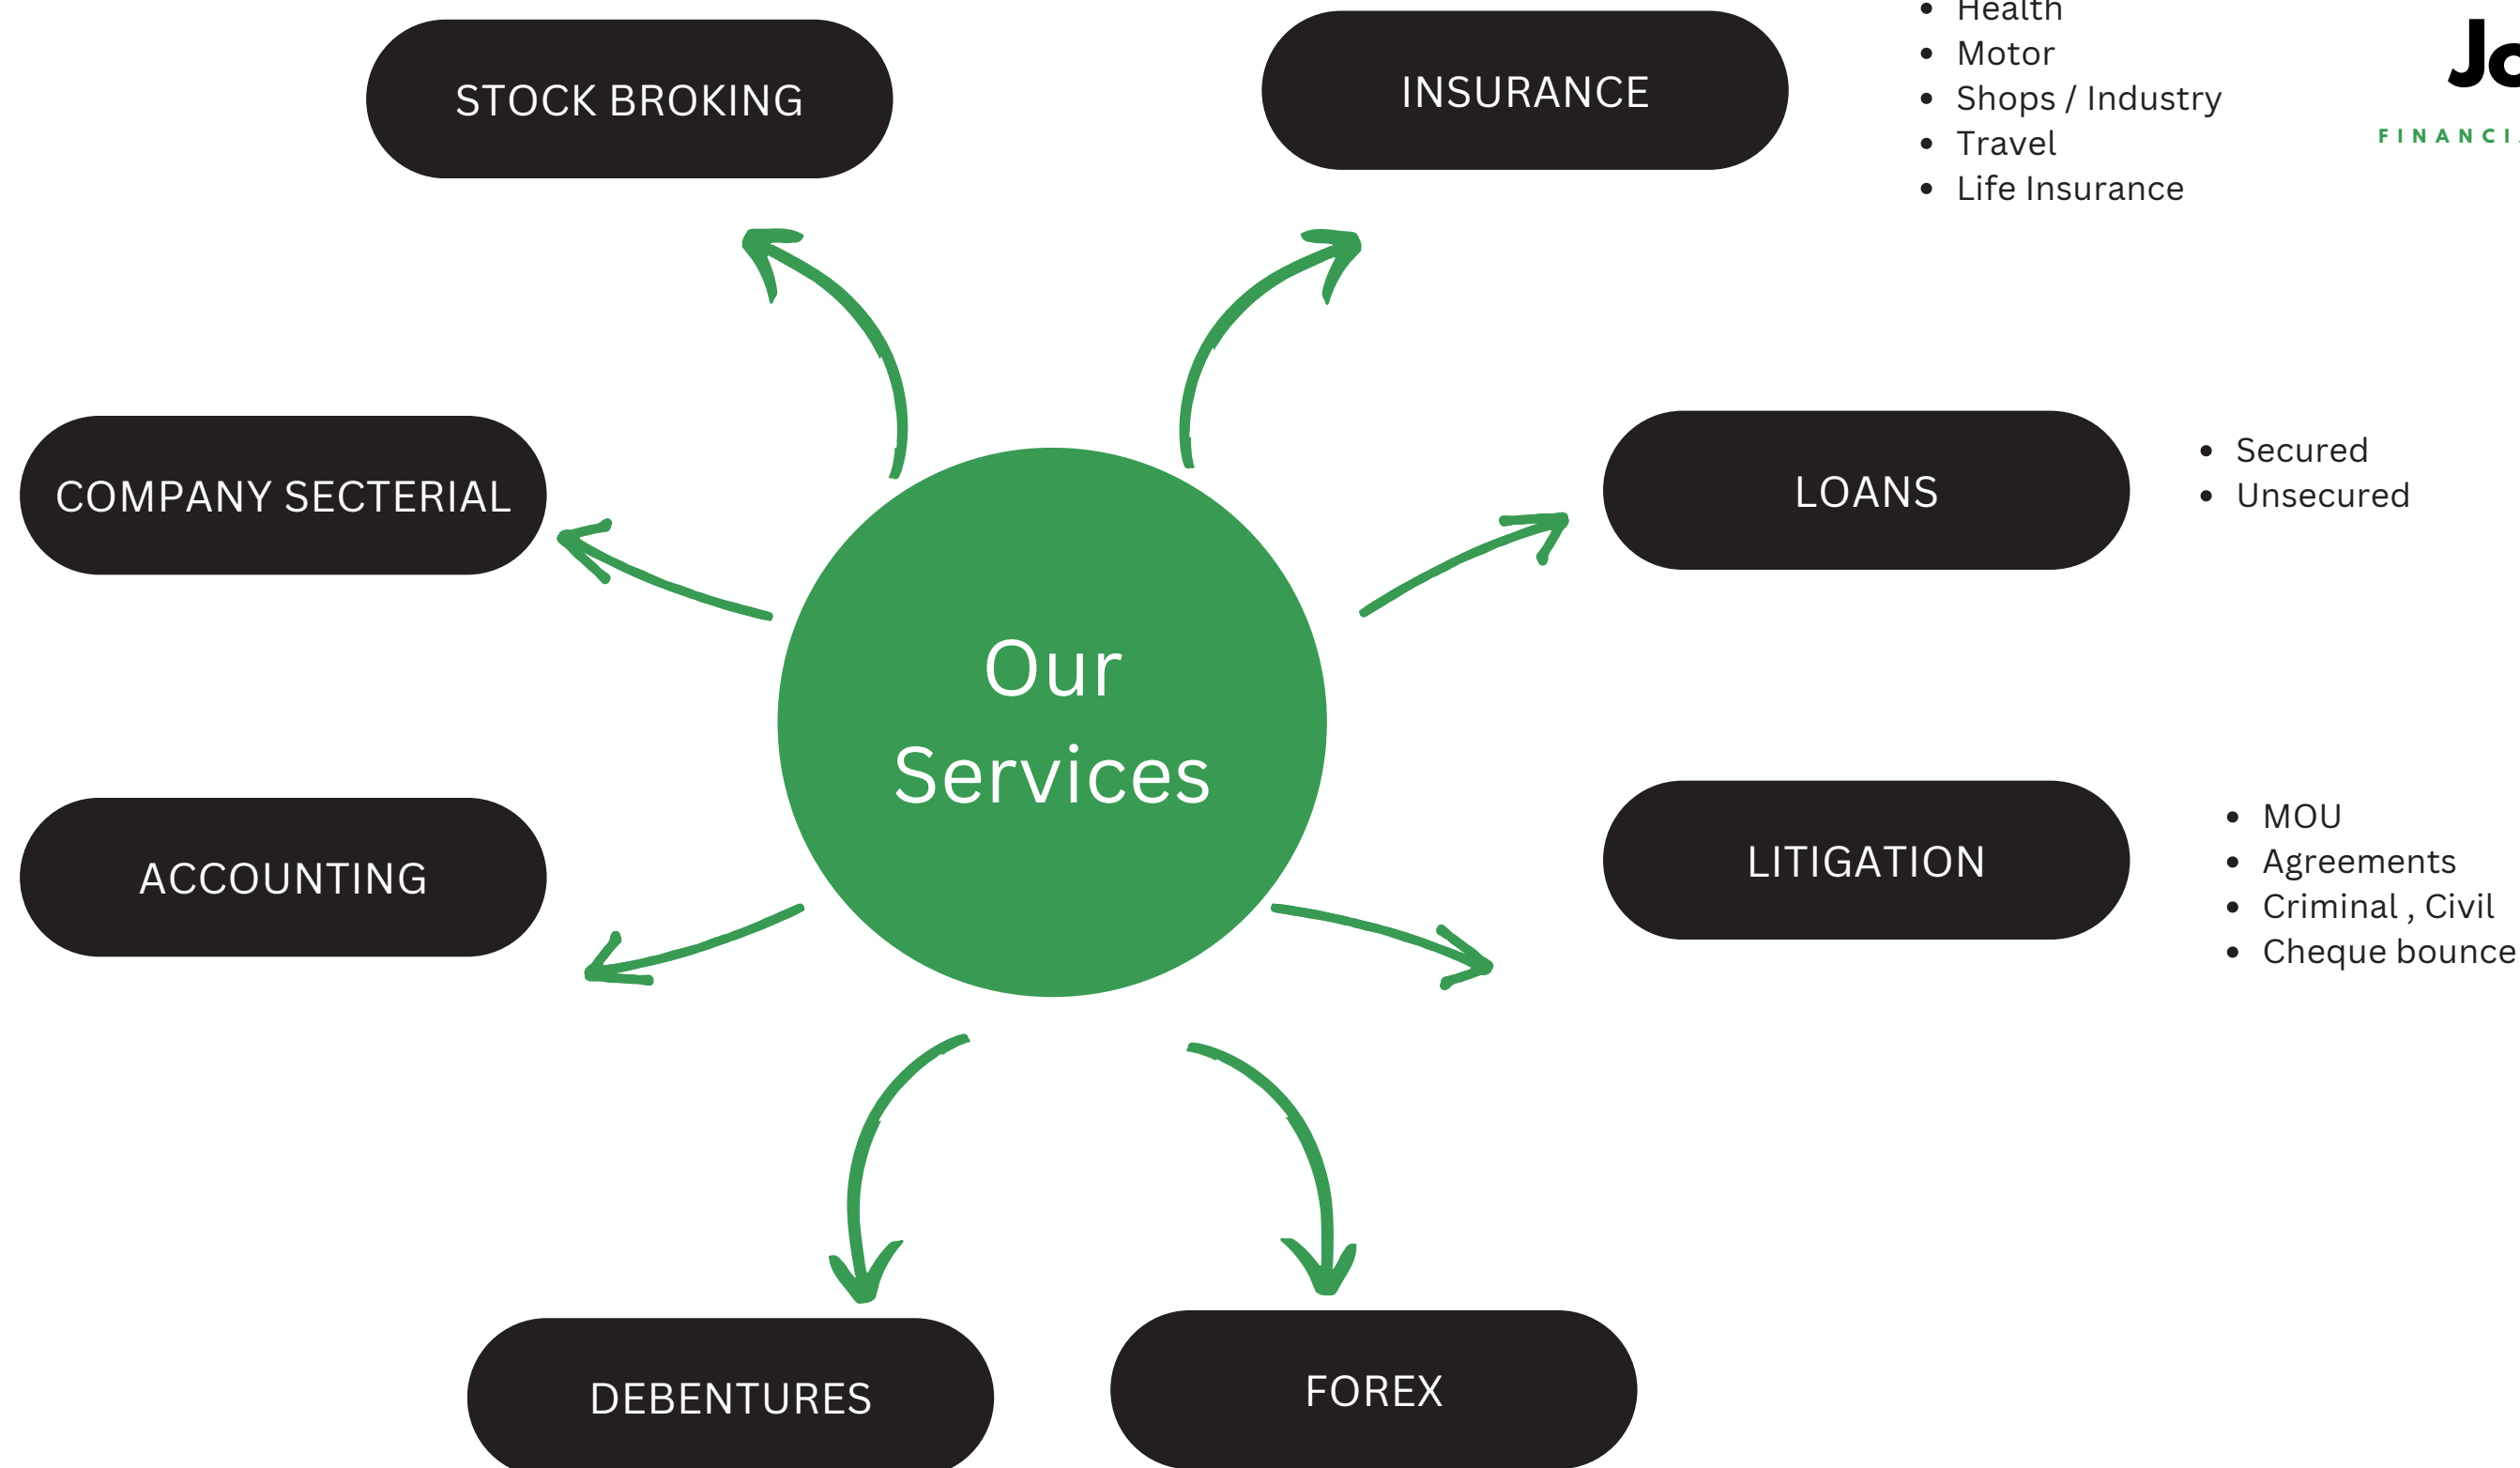 STOCK BROKING
INSURANCE
• Health
• Motor
• Shops / Industry
• Travel
• Life Insurance
COMPANY SECTERIAL
LOANS
• Secured
• Unsecured
Our
Services
ACCOUNTING
LITIGATION
• MOU
• Agreements
• Criminal , Civil
• Cheque bounce
DEBENTURES
FOREX